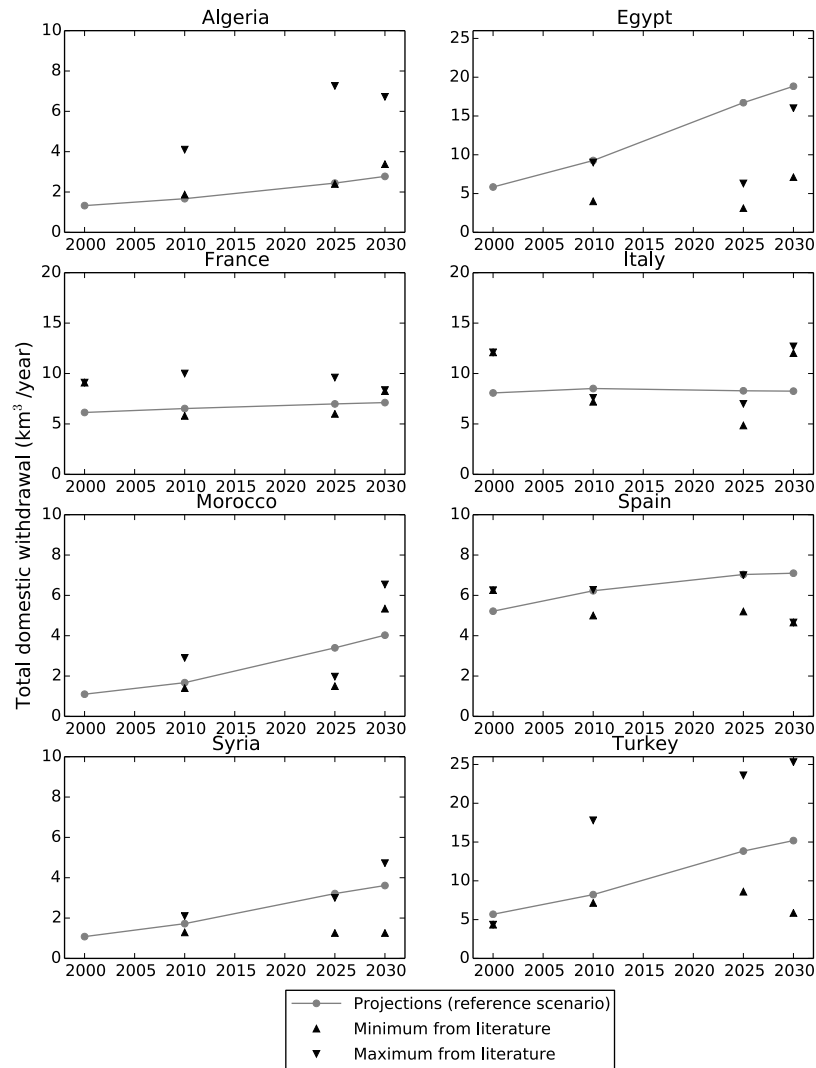 Algeria
10
8
6
4
2
0
2000 2005 2010 2015 2020 2025 2030
Egypt
25
20
15
10
5
0
2000 2005 2010 2015 2020 2025 2030
France
20
15
10
5
0
2000 2005 2010 2015 2020 2025 2030
Italy
20
15
10
5
0
2000 2005 2010 2015 2020 2025 2030
Total domestic withdrawal (km³ /year)
Morocco
10
8
6
4
2
0
2000 2005 2010 2015 2020 2025 2030
Spain
10
8
6
4
2
0
2000 2005 2010 2015 2020 2025 2030
Syria
10
8
6
4
2
0
2000 2005 2010 2015 2020 2025 2030
Turkey
25
20
15
10
5
0
2000 2005 2010 2015 2020 2025 2030
Projections (reference scenario)
Minimum from literature
Maximum from literature